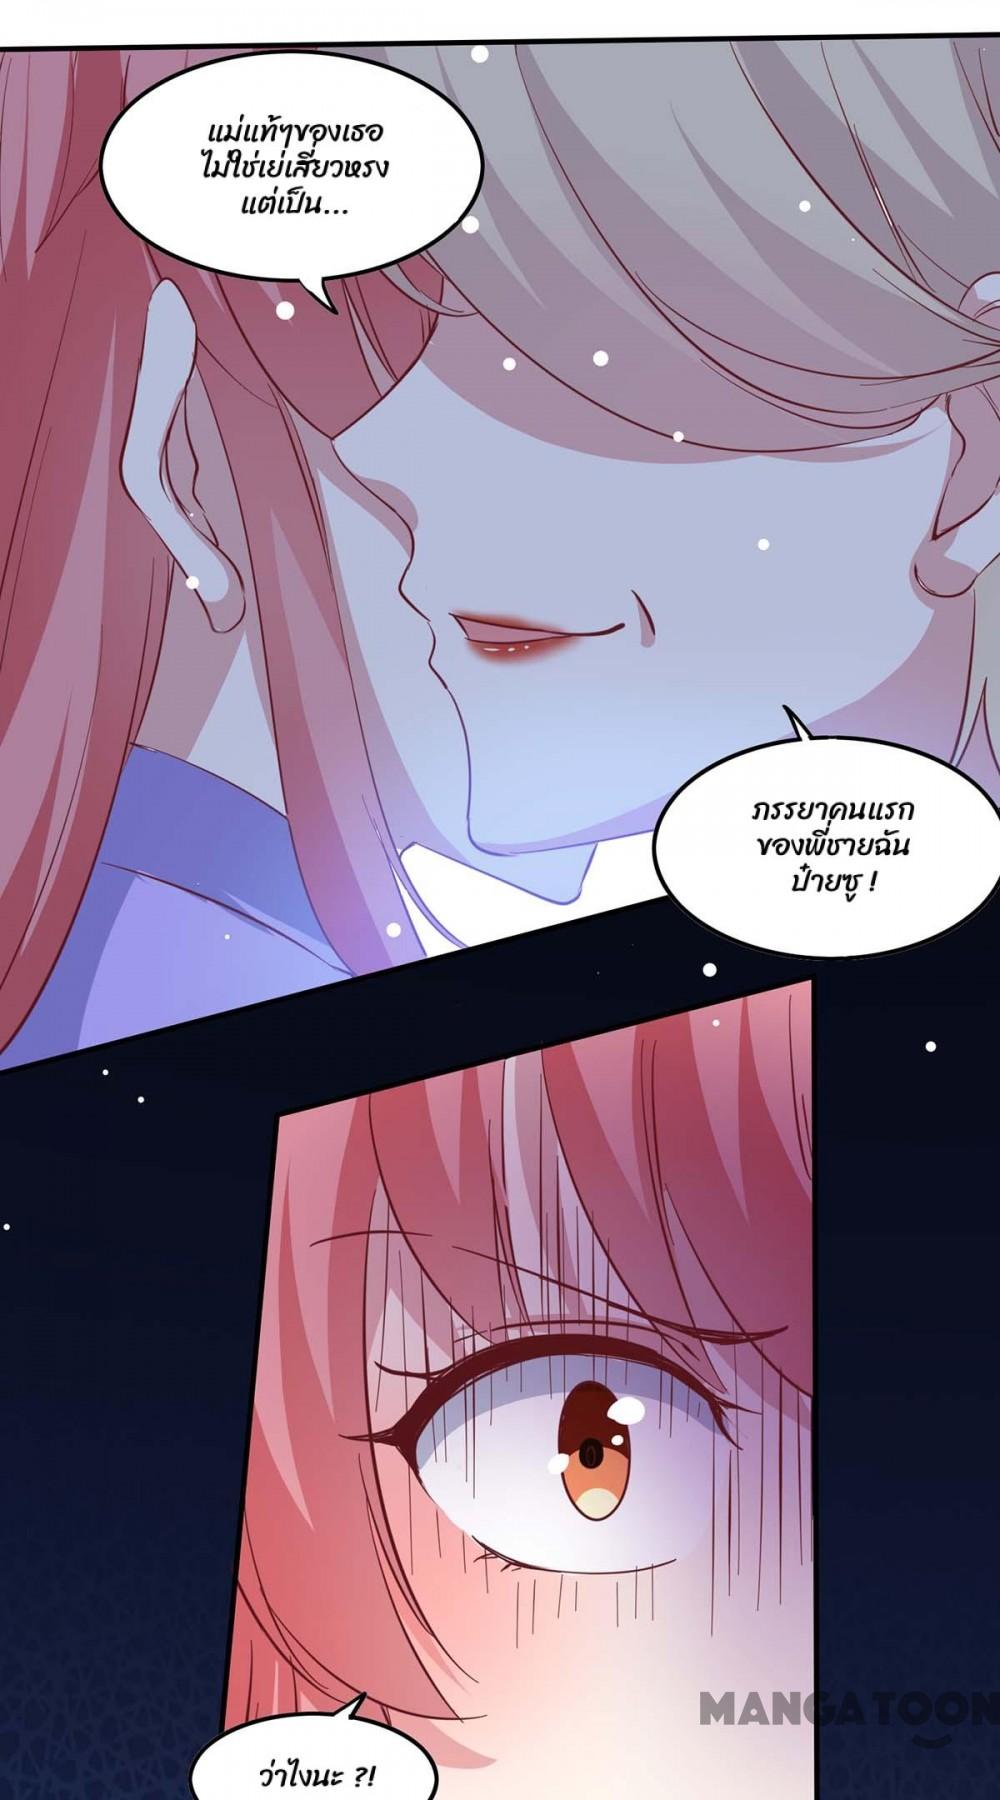 แม่แท้ๆของเธอ
ไม่ใช่เย่เสี่ยวหรง
แต่เป็น...
ภรรยาคนแรก
ของพี่ชายฉัน
ป๋ายซู !
MANGATOON
ว่าไงนะ ?!